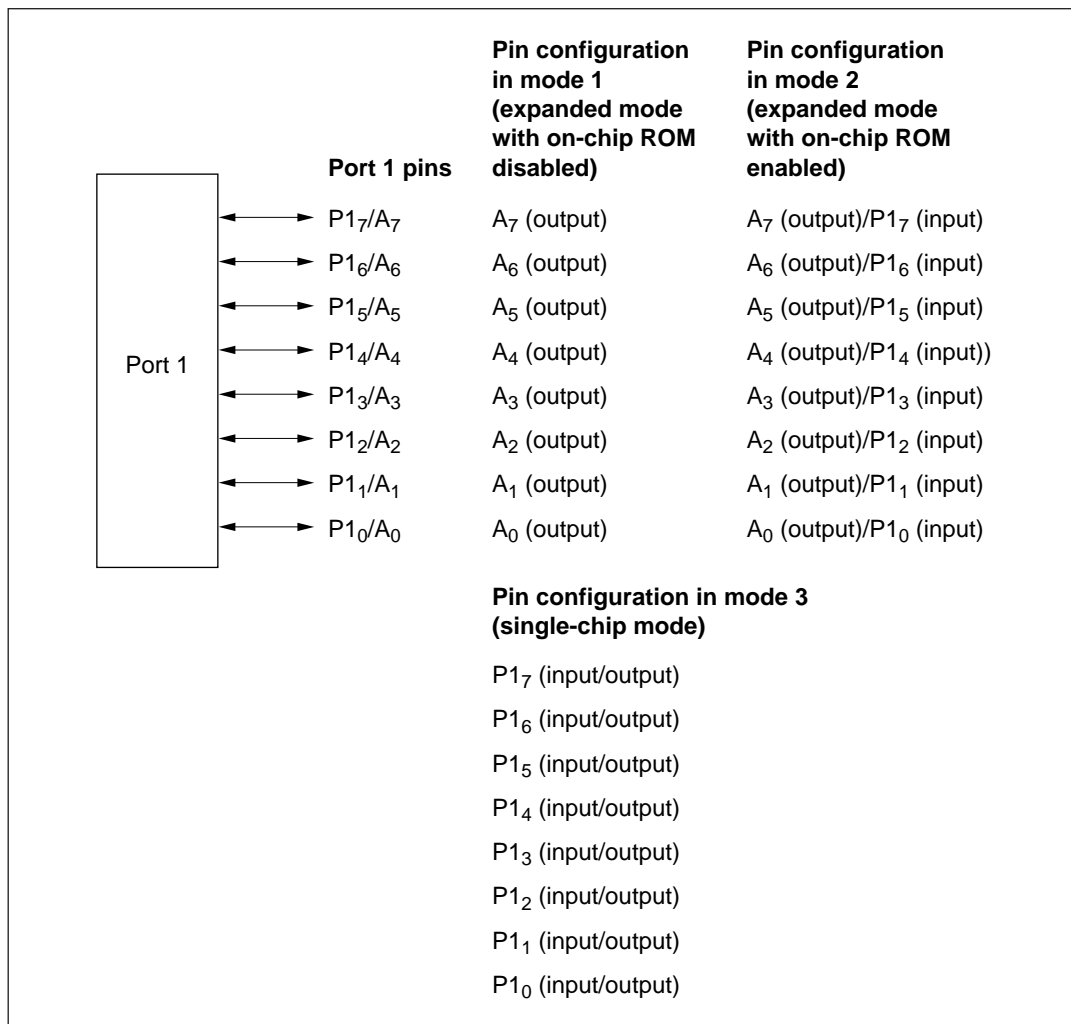 Pin configuration
in mode 1
(expanded mode
with on-chip ROM
disabled)
Pin configuration
in mode 2
(expanded mode
with on-chip ROM
enabled)
Port 1 pins
Port 1
P1₇/A₇ A₇ (output) A₇ (output)/P1₇ (input)
P1₆/A₆ A₆ (output) A₆ (output)/P1₆ (input)
P1₅/A₅ A₅ (output) A₅ (output)/P1₅ (input)
P1₄/A₄ A₄ (output) A₄ (output)/P1₄ (input))
P1₃/A₃ A₃ (output) A₃ (output)/P1₃ (input)
P1₂/A₂ A₂ (output) A₂ (output)/P1₂ (input)
P1₁/A₁ A₁ (output) A₁ (output)/P1₁ (input)
P1₀/A₀ A₀ (output) A₀ (output)/P1₀ (input)
Pin configuration in mode 3
(single-chip mode)
P1₇ (input/output)
P1₆ (input/output)
P1₅ (input/output)
P1₄ (input/output)
P1₃ (input/output)
P1₂ (input/output)
P1₁ (input/output)
P1₀ (input/output)